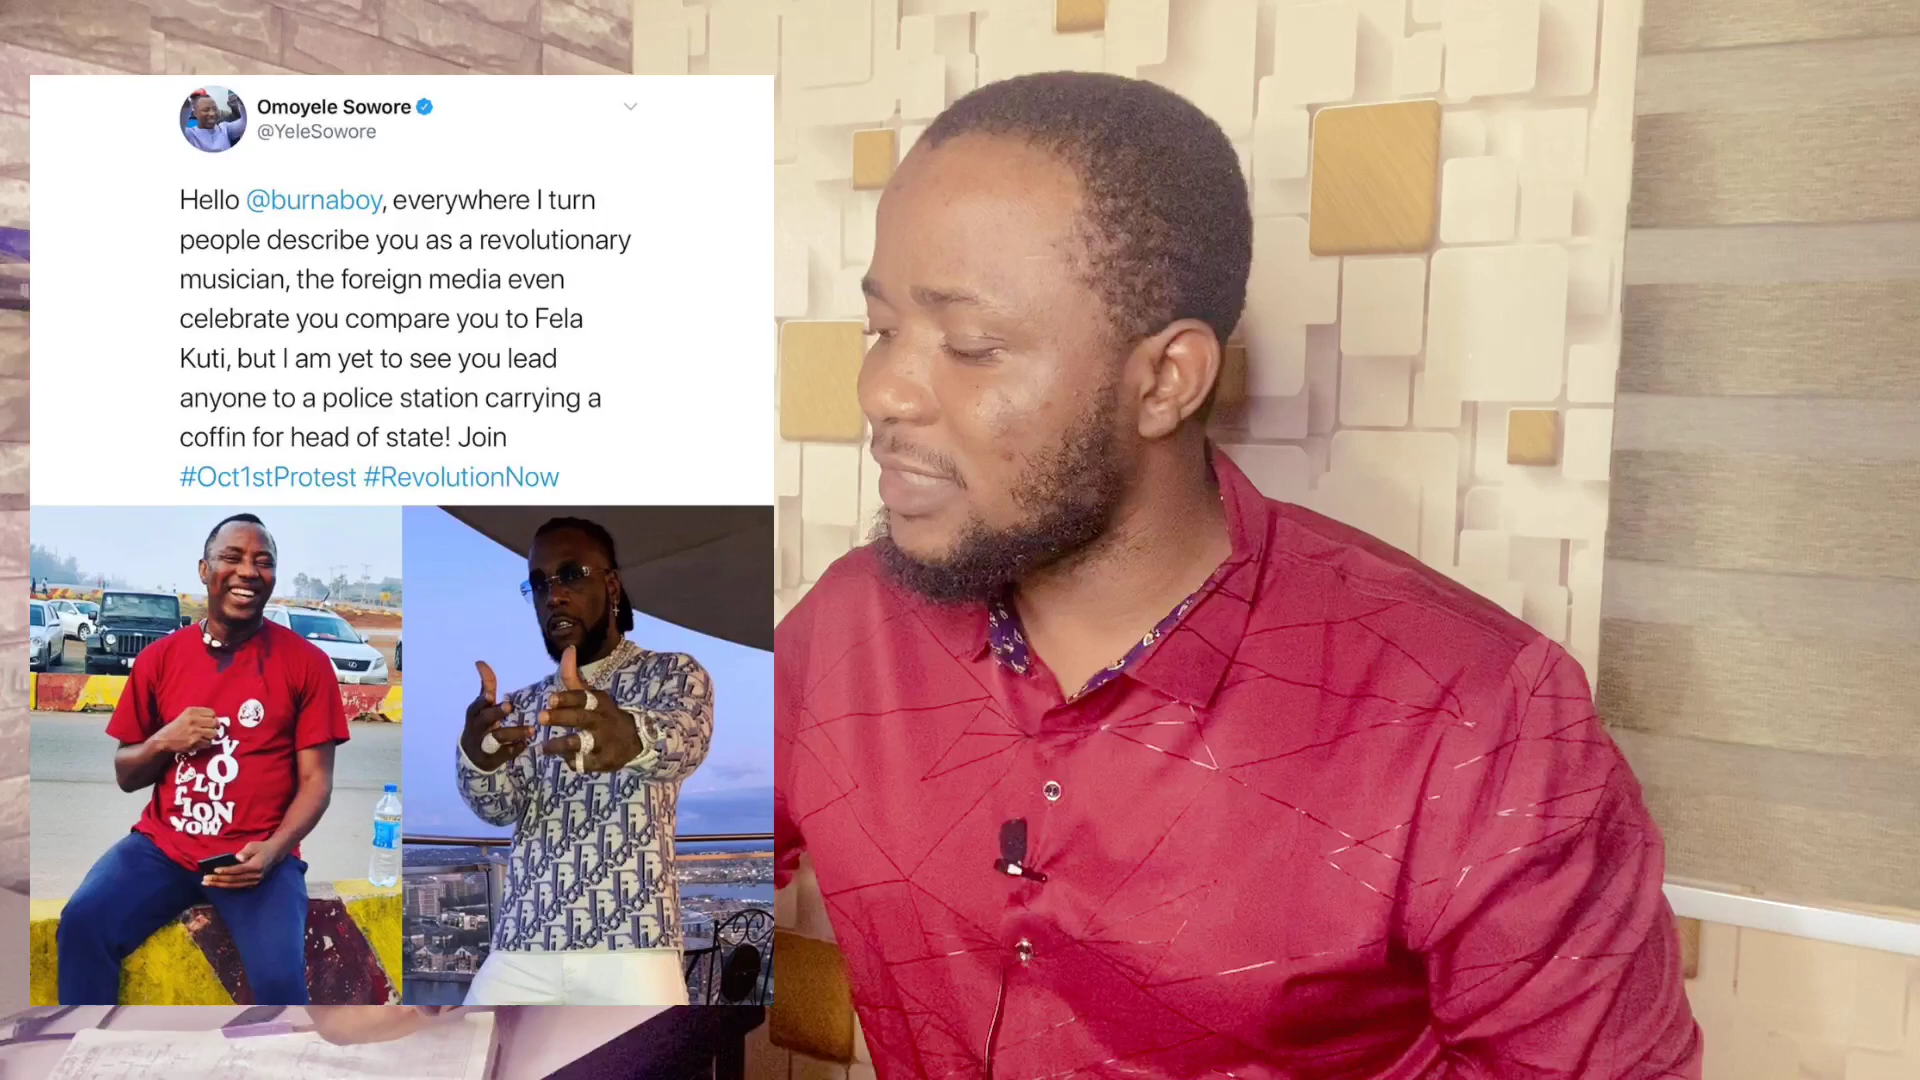 Omoyele Sowore
@YeleSowore
Hello @burnaboy, everywhere I turn
people describe you as a revolutionary
musician, the foreign media even
celebrate you compare you to Fela
Kuti, but I am yet to see you lead
anyone to a police station carrying a
coffin for head of state! Join
#Oct1stProtest #RevolutionNow